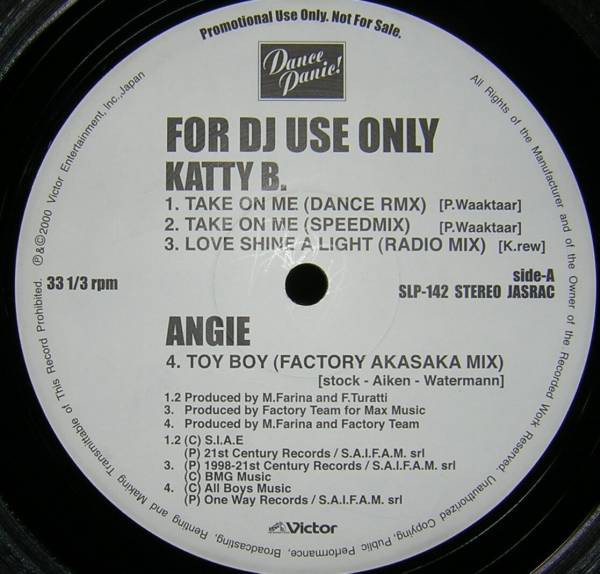 Promotional Use Only. Not For Sale.
Dance
Panic!
FOR DJ USE ONLY
KATTY B.
1. TAKE ON ME (DANCE RMX) [P.Waaktaar]
2. TAKE ON ME (SPEEDMIX) [P.Waaktaar]
3. LOVE SHINE A LIGHT (RADIO MIX) [K.rew]
33 1/3 rpm
side-A
SLP-142 STEREO JASRAC
ANGIE
4. TOY BOY (FACTORY AKASAKA MIX)
[stock - Aiken - Watermann]
1.2 Produced by M.Farina and F.Turatti
3. Produced by Factory Team for Max Music
4. Produced by M.Farina and Factory Team
1.2 (C) S.I.A.E
(P) 21st Century Records / S.A.I.F.A.M. srl
3. (P) 1998-21st Century Records / S.A.I.F.A.M. srl
(C) BMG Music
4. (C) All Boys Music
(P) One Way Records / S.A.I.F.A.M. srl
Victor
All Rights of the Manufacturer and of the Owner of the Recorded Work Reserved. Unauthorized Copying, Public Performance, Broadcasting, Renting and Making Transmittable of This Record Prohibited. ℗&©2000 Victor Entertainment, Inc., Japan